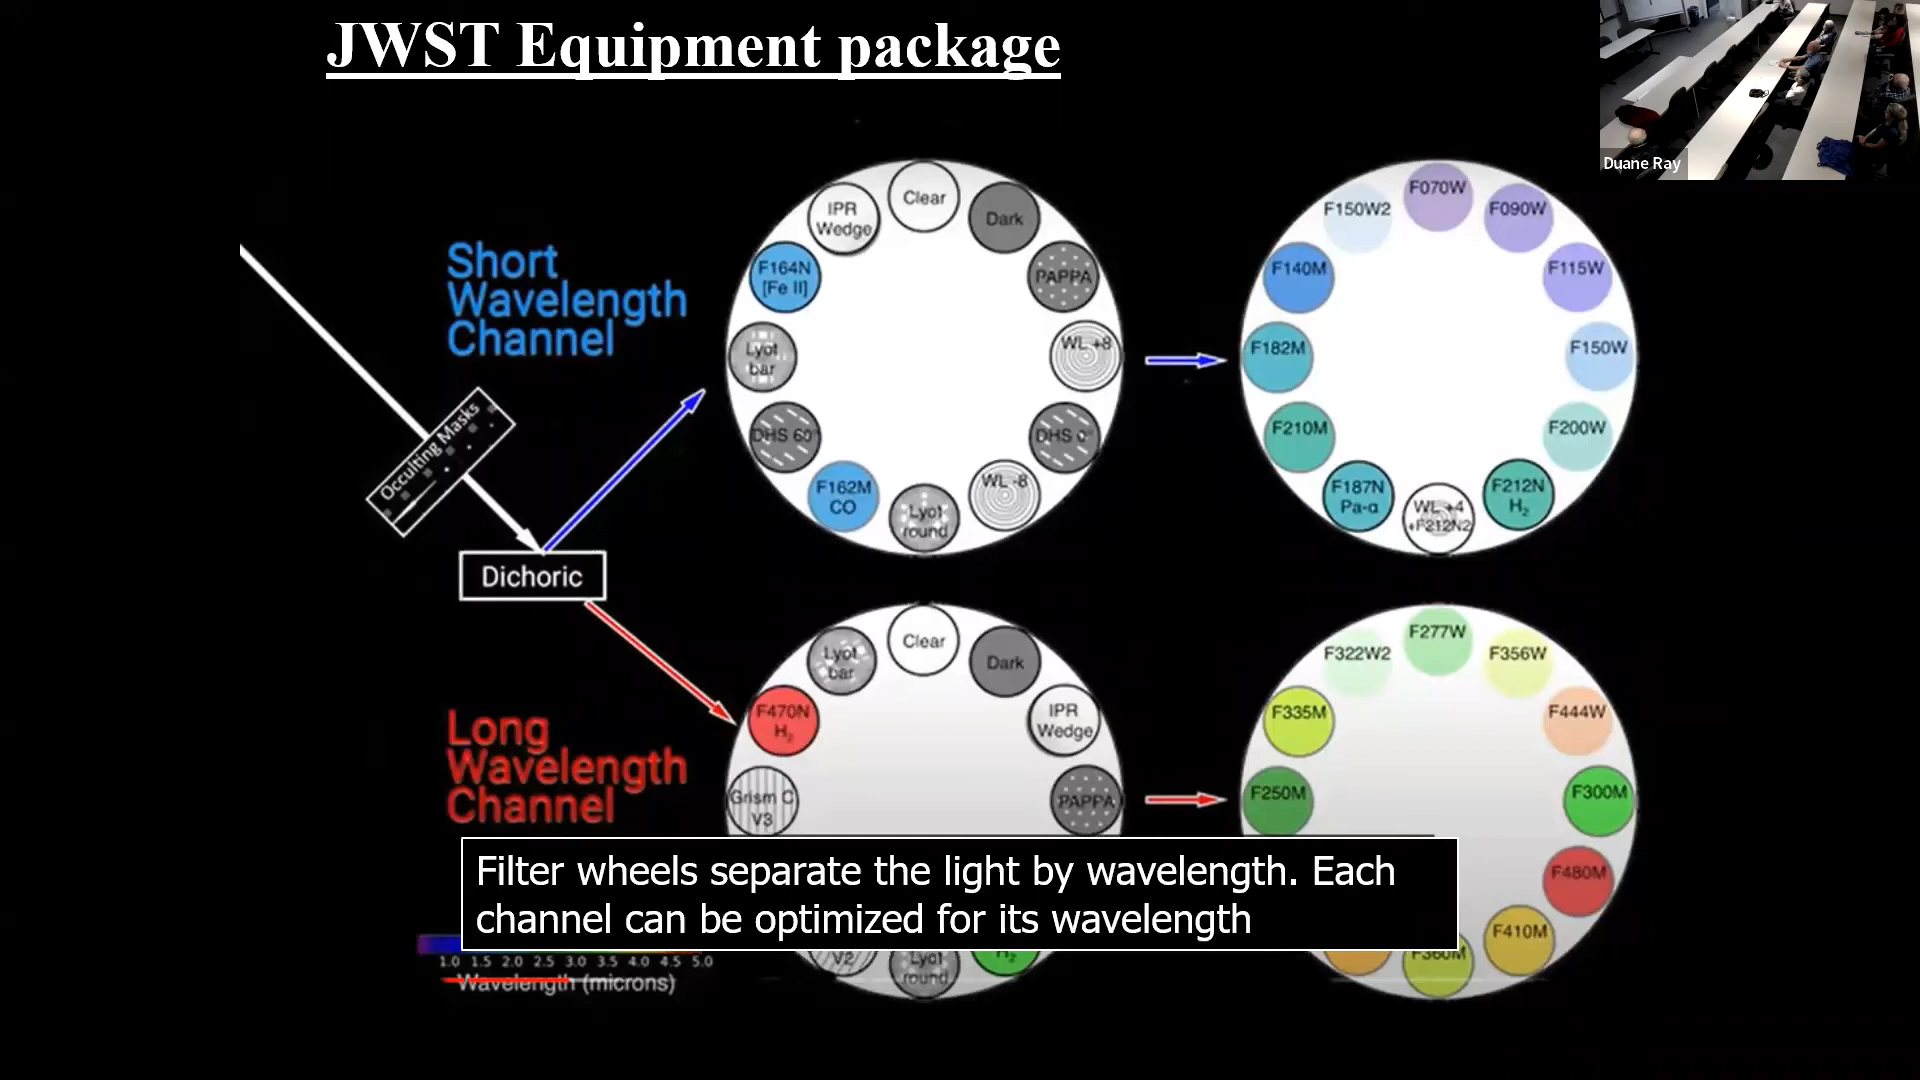 JWST Equipment package
Duane Ray
Short
Wavelength
Channel
Occulting Masks
Dichoric
Clear
Dark
PAPPA
WL +8
DHS 0°
WL -8
Lyot
round
F162M
CO
DHS 60°
Lyot
bar
F164N
[Fe II]
IPR
Wedge
F070W
F090W
F115W
F150W
F200W
F212N
H₂
WL +4
+F212N2
F187N
Pa-α
F210M
F182M
F140M
F150W2
Long
Wavelength
Channel
Clear
Dark
IPR
Wedge
PAPPA
H₂
Lyot
round
V2
Grism C
V3
F470N
H₂
Lyot
bar
F277W
F356W
F444W
F300M
F480M
F410M
F360M
F250M
F335M
F322W2
Filter wheels separate the light by wavelength. Each
channel can be optimized for its wavelength
1.0 1.5 2.0 2.5 3.0 3.5 4.0 4.5 5.0
Wavelength (microns)